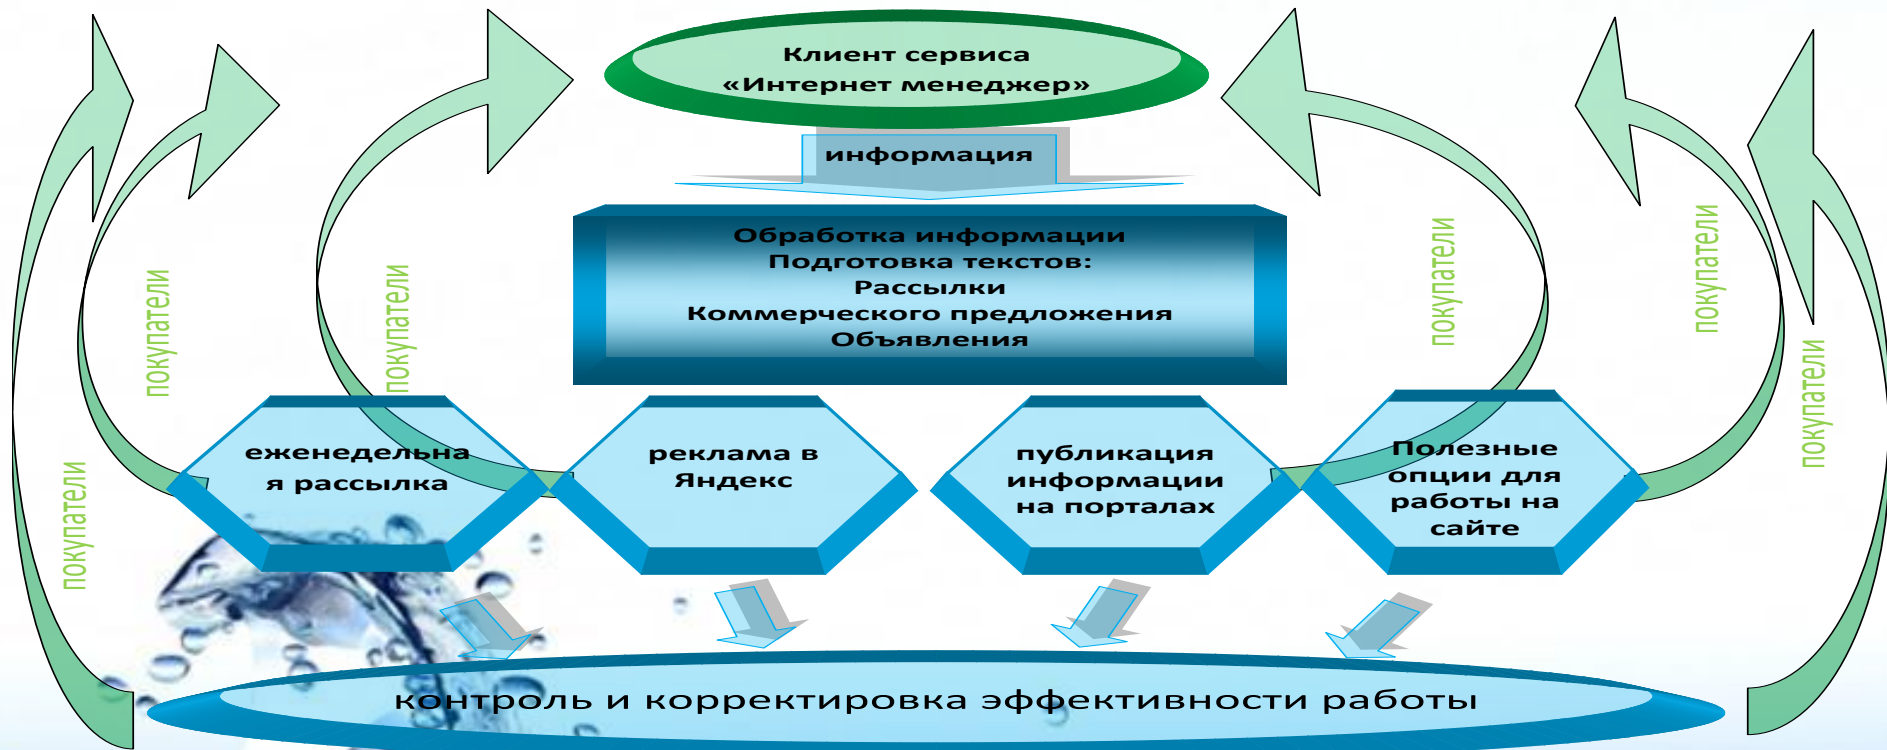 Клиент сервиса
«Интернет менеджер»
информация
Обработка информации
Подготовка текстов:
Рассылки
Коммерческого предложения
Объявления
покупатели
покупатели
покупатели
покупатели
покупатели
покупатели
еженедельна
я рассылка
реклама в
Яндекс
публикация
информации
на порталах
Полезные
опции для
работы на
сайте
контроль и корректировка эффективности работы